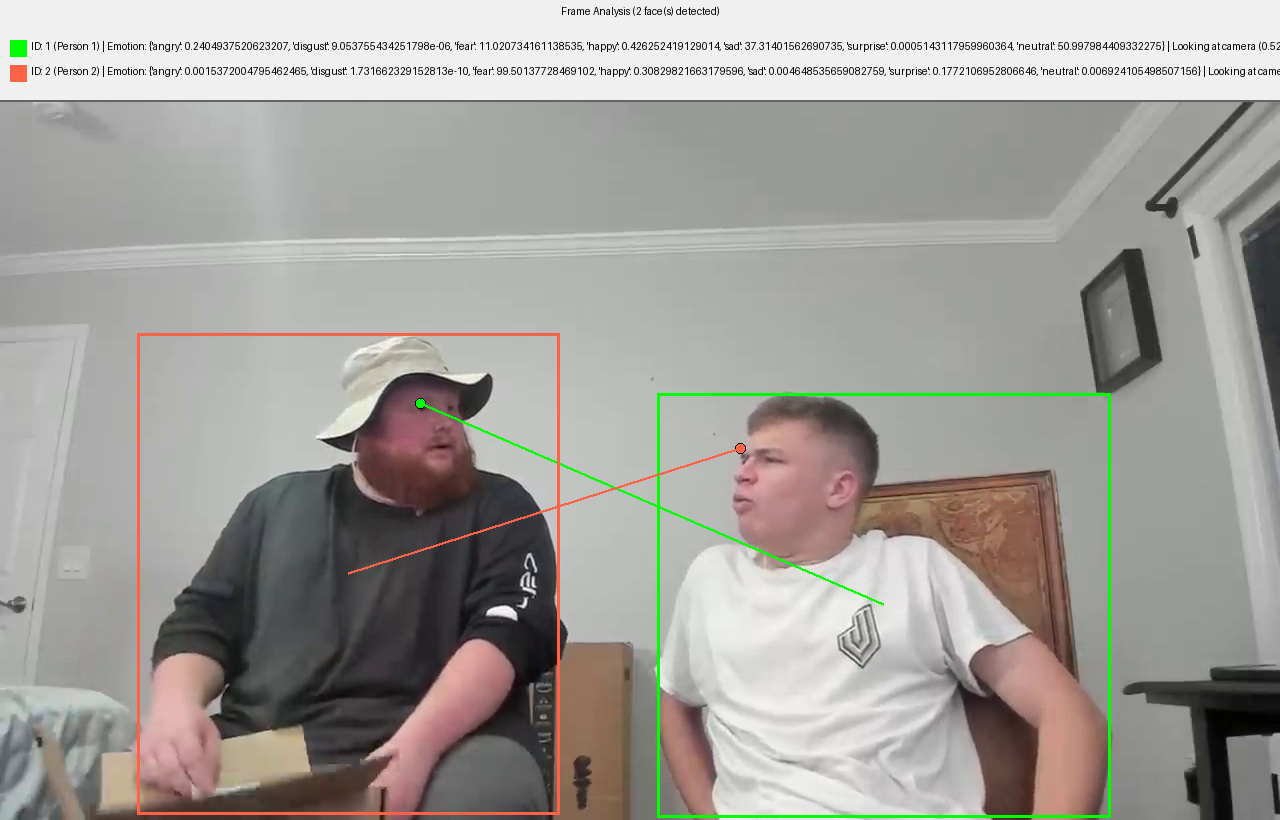 Frame Analysis (2 face(s) detected)
ID: 1 (Person 1) | Emotion: {'angry': 0.2404937520623207, 'disgust': 9.053755434251798e-06, 'fear': 11.020734161138535, 'happy': 0.426252419129014, 'sad': 37.31401562690735, 'surprise': 0.0005143117959960364, 'neutral': 50.997984409332275} | Looking at camera (0.52
ID: 2 (Person 2) | Emotion: {'angry': 0.0015372004795462465, 'disgust': 1.731662329152813e-10, 'fear': 99.50137728469102, 'happy': 0.30829821663179596, 'sad': 0.004648535659082759, 'surprise': 0.1772106952806646, 'neutral': 0.006924105498507156} | Looking at came